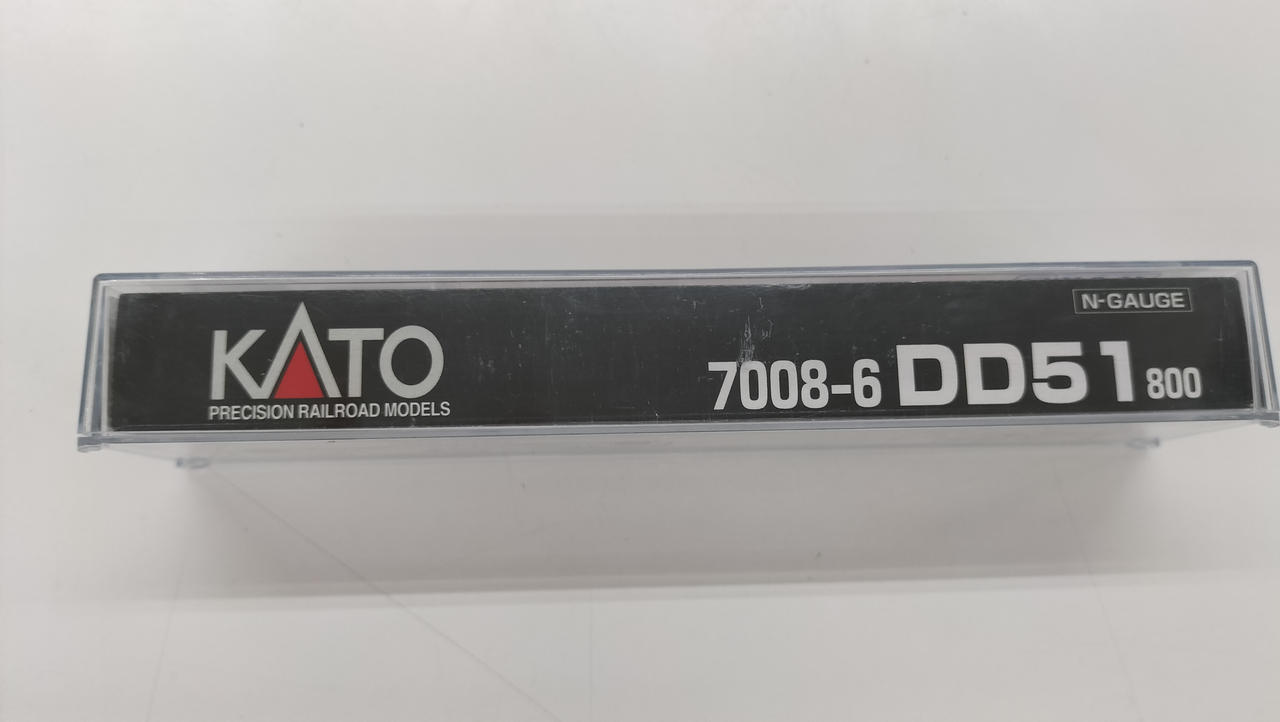 N-GAUGE
KATO
PRECISION RAILROAD MODELS
7008-6 DD51 800